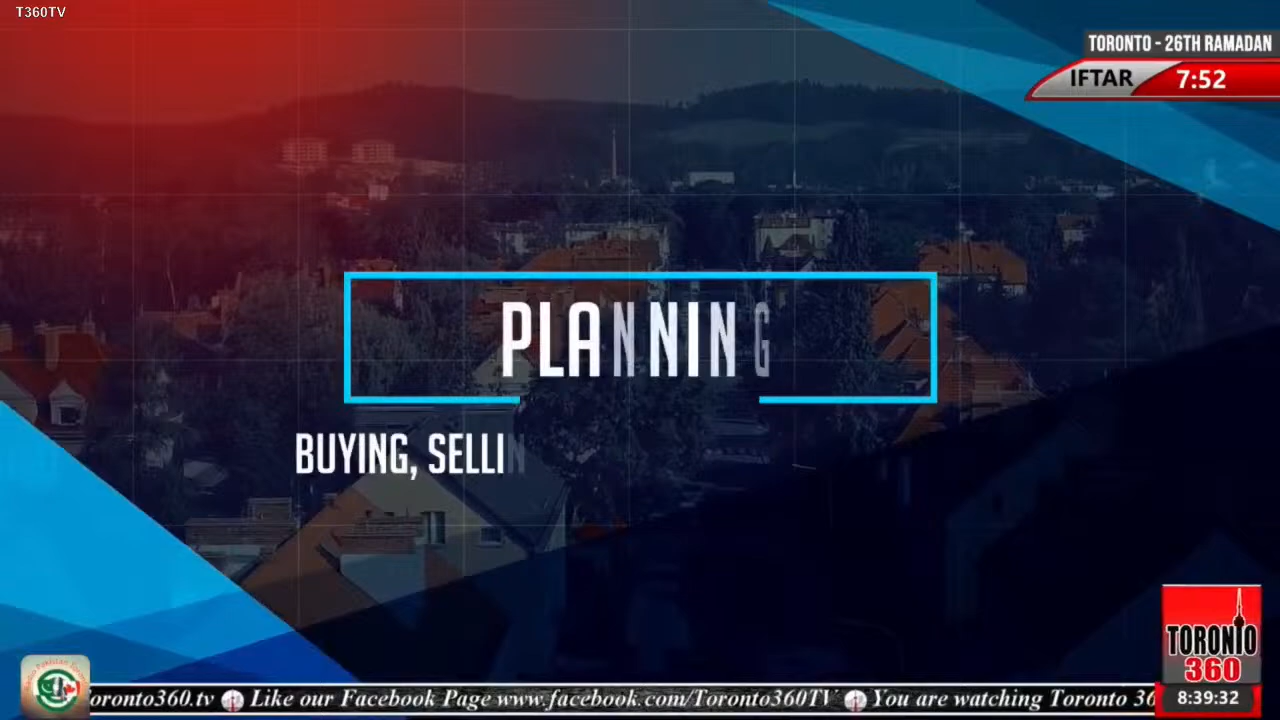 T360TV
TORONTO - 26TH RAMADAN
IFTAR 7:52
PLANNING
BUYING, SELLIN
TORONTO
360
8:39:32
oronto360.tv Like our Facebook Page www.facebook.com/Toronto360TV You are watching Toronto 36